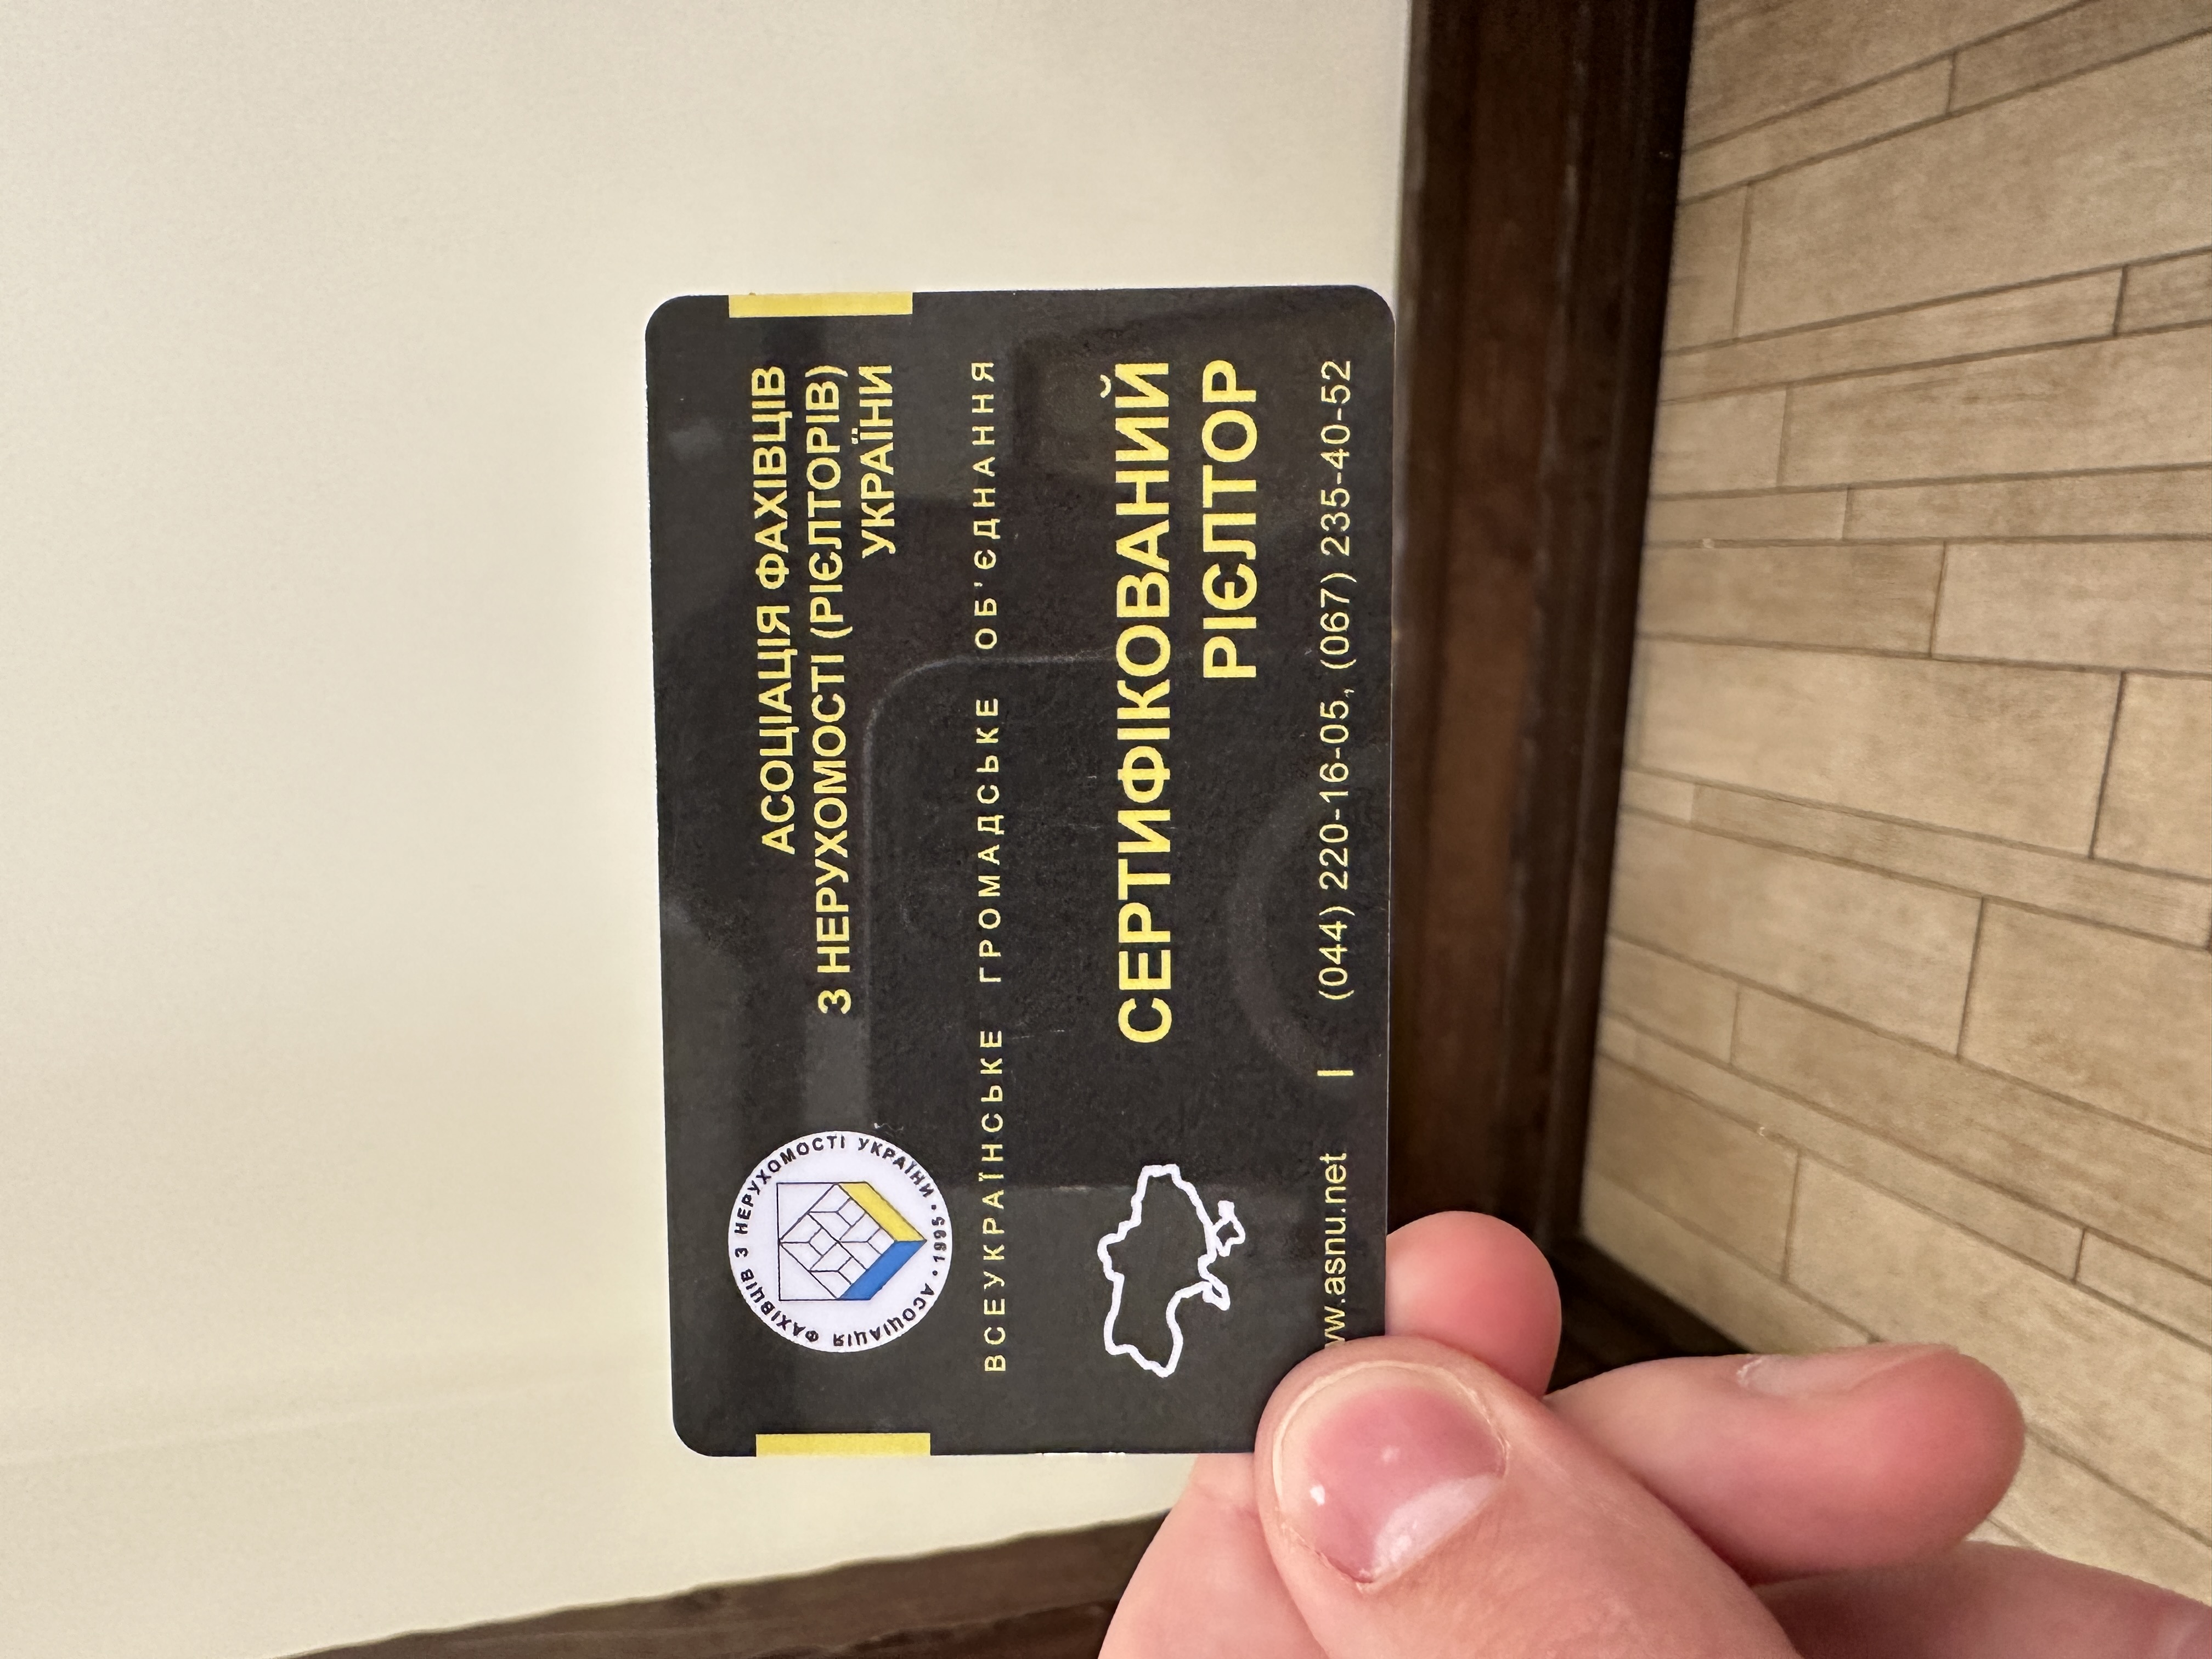 АСОЦІАЦІЯ ФАХІВЦІВ
З НЕРУХОМОСТІ (РІЄЛТОРІВ)
УКРАЇНИ
АСОЦІАЦІЯ ФАХІВЦІВ З НЕРУХОМОСТІ УКРАЇНИ • 1995 •
ВСЕУКРАЇНСЬКЕ ГРОМАДСЬКЕ ОБ'ЄДНАННЯ
СЕРТИФІКОВАНИЙ
РІЄЛТОР
w.asnu.net | (044) 220-16-05, (067) 235-40-52